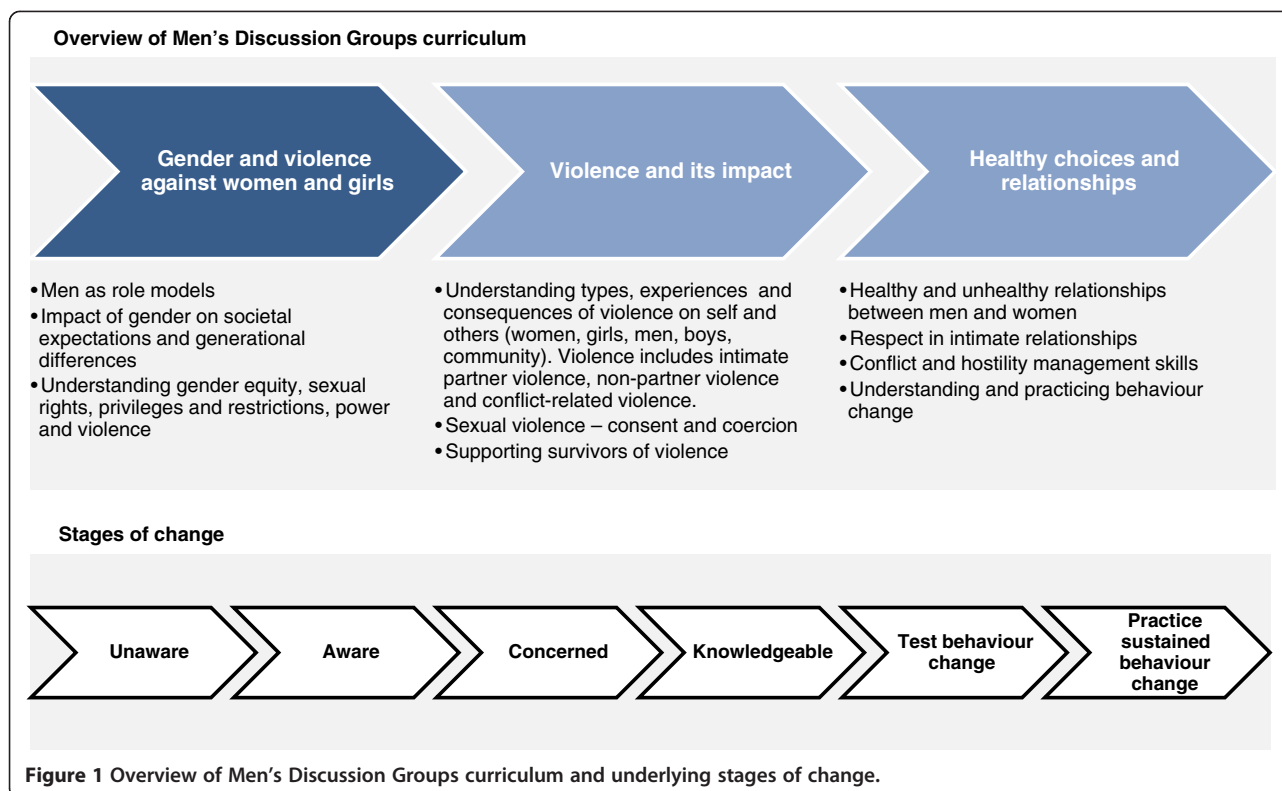 Overview of Men's Discussion Groups curriculum
Gender and violence
against women and girls
Violence and its impact
Healthy choices and
relationships
•Men as role models
•Impact of gender on societal
expectations and generational
differences
•Understanding gender equity, sexual
rights, privileges and restrictions, power
and violence
•Understanding types, experiences and
consequences of violence on self and
others (women, girls, men, boys,
community). Violence includes intimate
partner violence, non-partner violence
and conflict-related violence.
•Sexual violence – consent and coercion
•Supporting survivors of violence
•Healthy and unhealthy relationships
between men and women
•Respect in intimate relationships
•Conflict and hostility management skills
•Understanding and practicing behaviour
change
Stages of change
Unaware
Aware
Concerned
Knowledgeable
Test behaviour
change
Practice
sustained
behaviour
change
Figure 1 Overview of Men's Discussion Groups curriculum and underlying stages of change.